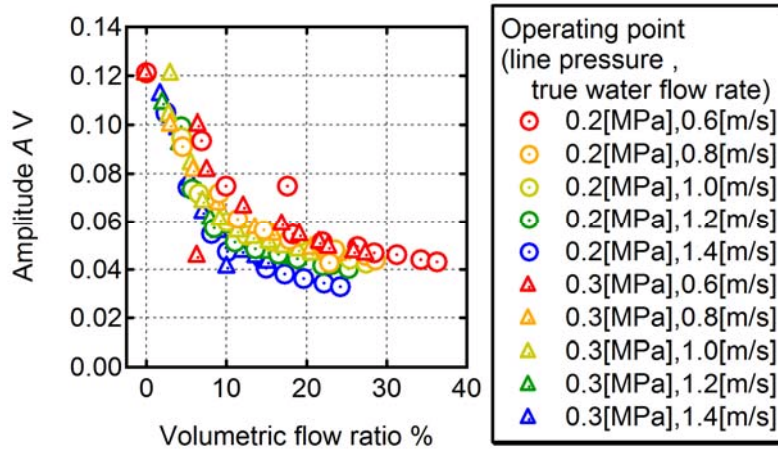 0.14
0.12
0.10
0.08
0.06
0.04
0.02
0.00
Amplitude A V
0 10 20 30 40
Volumetric flow ratio %
Operating point
(line pressure ,
true water flow rate)
0.2[MPa],0.6[m/s]
0.2[MPa],0.8[m/s]
0.2[MPa],1.0[m/s]
0.2[MPa],1.2[m/s]
0.2[MPa],1.4[m/s]
0.3[MPa],0.6[m/s]
0.3[MPa],0.8[m/s]
0.3[MPa],1.0[m/s]
0.3[MPa],1.2[m/s]
0.3[MPa],1.4[m/s]